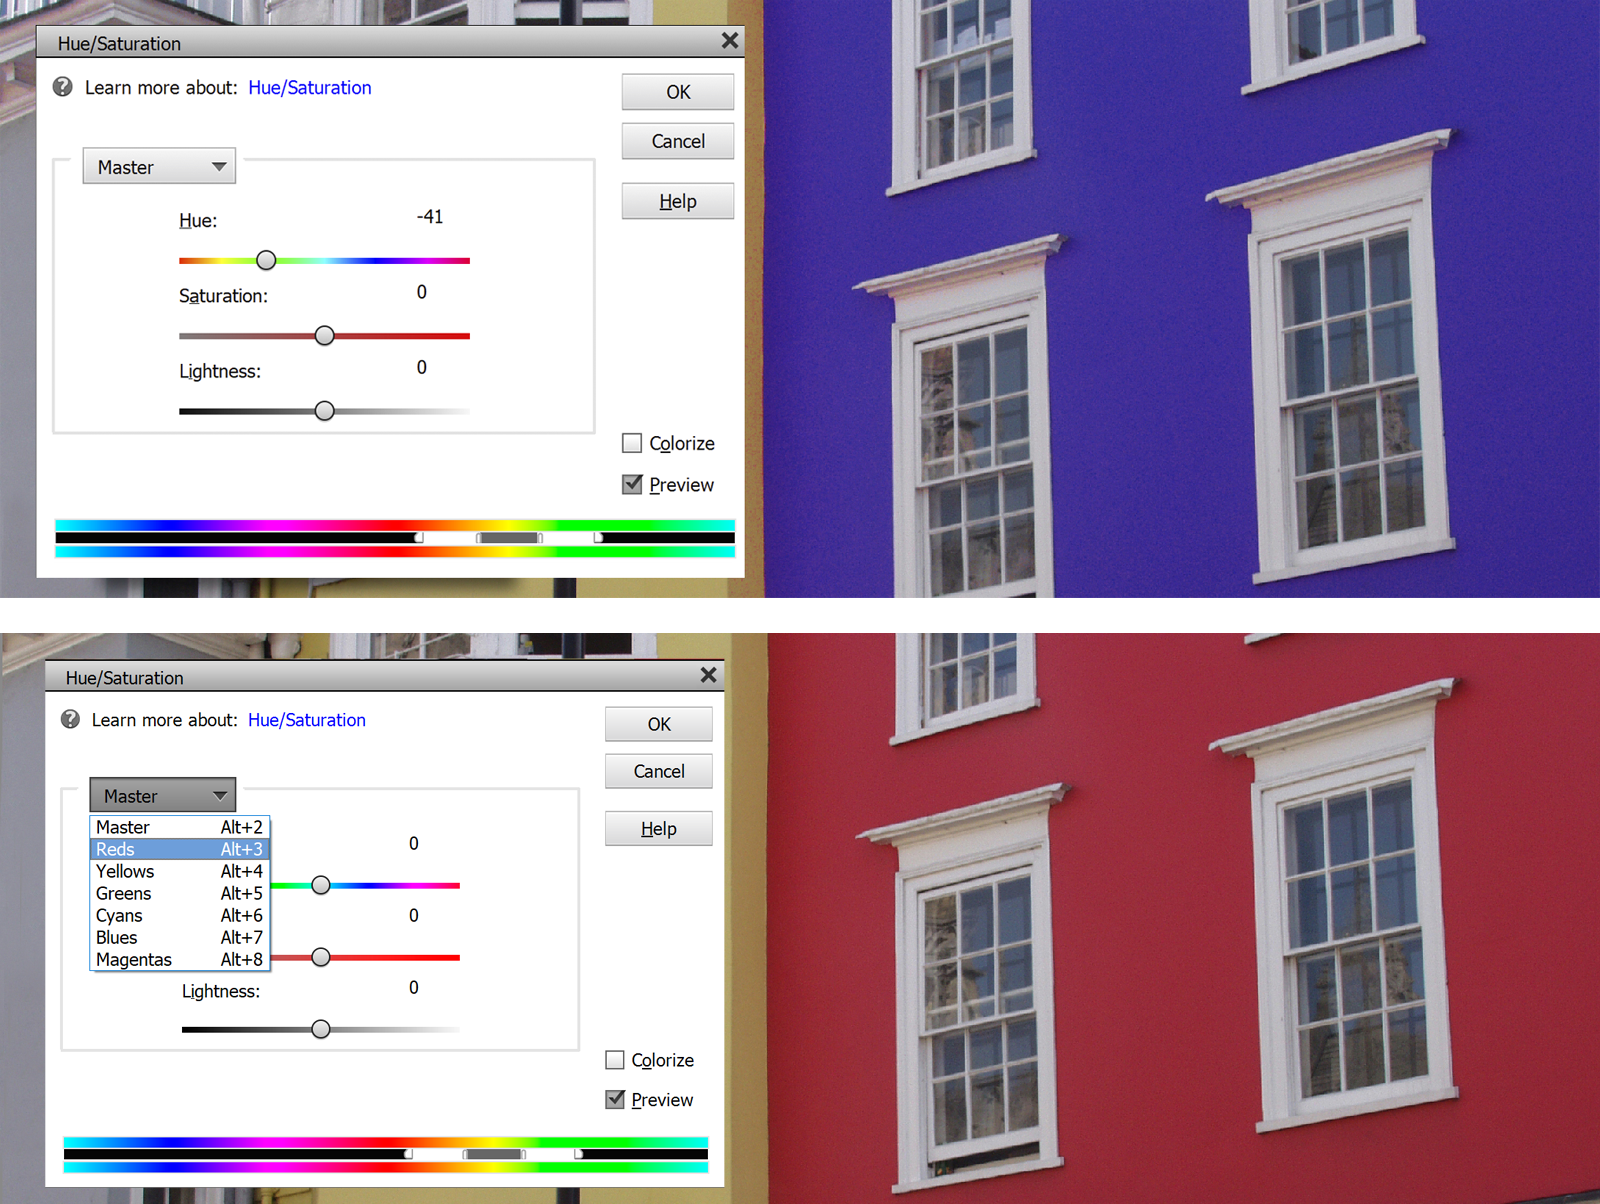 Hue/Saturation
Learn more about: Hue/Saturation
OK
Cancel
Help
Master
Hue: -41
Saturation: 0
Lightness: 0
Colorize
Preview
Hue/Saturation
Learn more about: Hue/Saturation
OK
Cancel
Help
Master
Master Alt+2
Reds Alt+3
Yellows Alt+4
Greens Alt+5
Cyans Alt+6
Blues Alt+7
Magentas Alt+8
0
0
Lightness: 0
Colorize
Preview